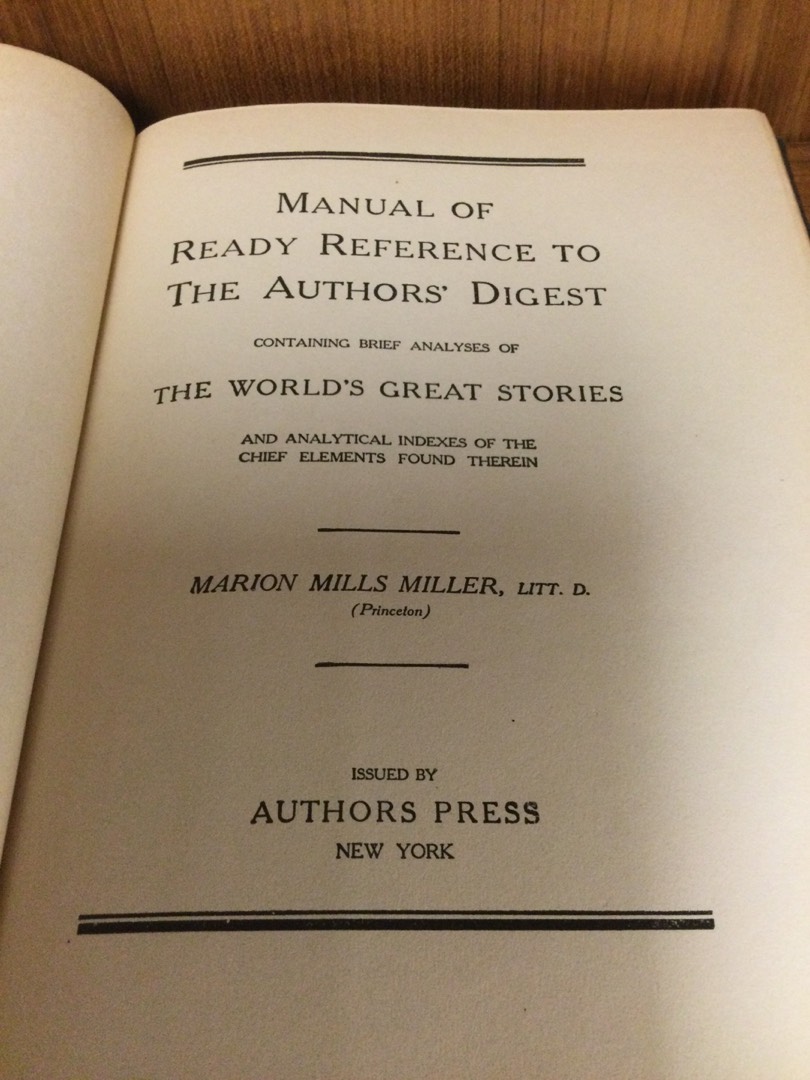 MANUAL OF
READY REFERENCE TO
THE AUTHORS' DIGEST
CONTAINING BRIEF ANALYSES OF
THE WORLD'S GREAT STORIES
AND ANALYTICAL INDEXES OF THE
CHIEF ELEMENTS FOUND THEREIN
MARION MILLS MILLER, LITT. D.
(Princeton)
ISSUED BY
AUTHORS PRESS
NEW YORK